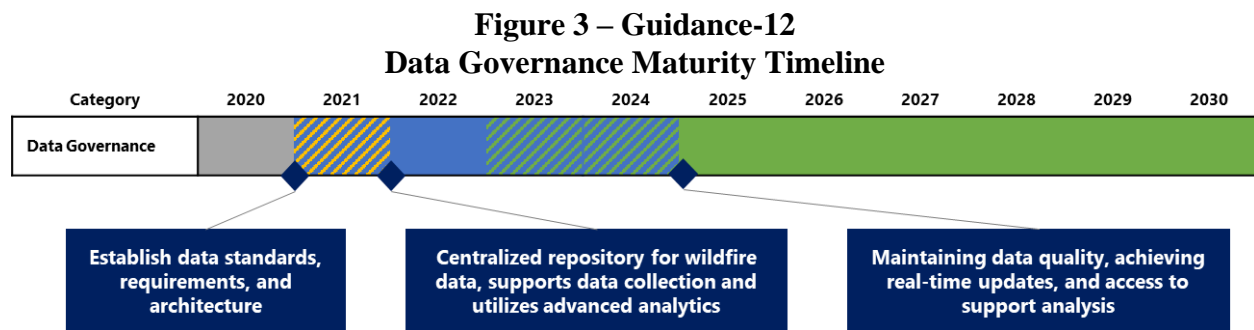 Figure 3 – Guidance-12
Data Governance Maturity Timeline
Category 2020 2021 2022 2023 2024 2025 2026 2027 2028 2029 2030
Data Governance
Establish data standards,
requirements, and
architecture
Centralized repository for wildfire
data, supports data collection and
utilizes advanced analytics
Maintaining data quality, achieving
real-time updates, and access to
support analysis